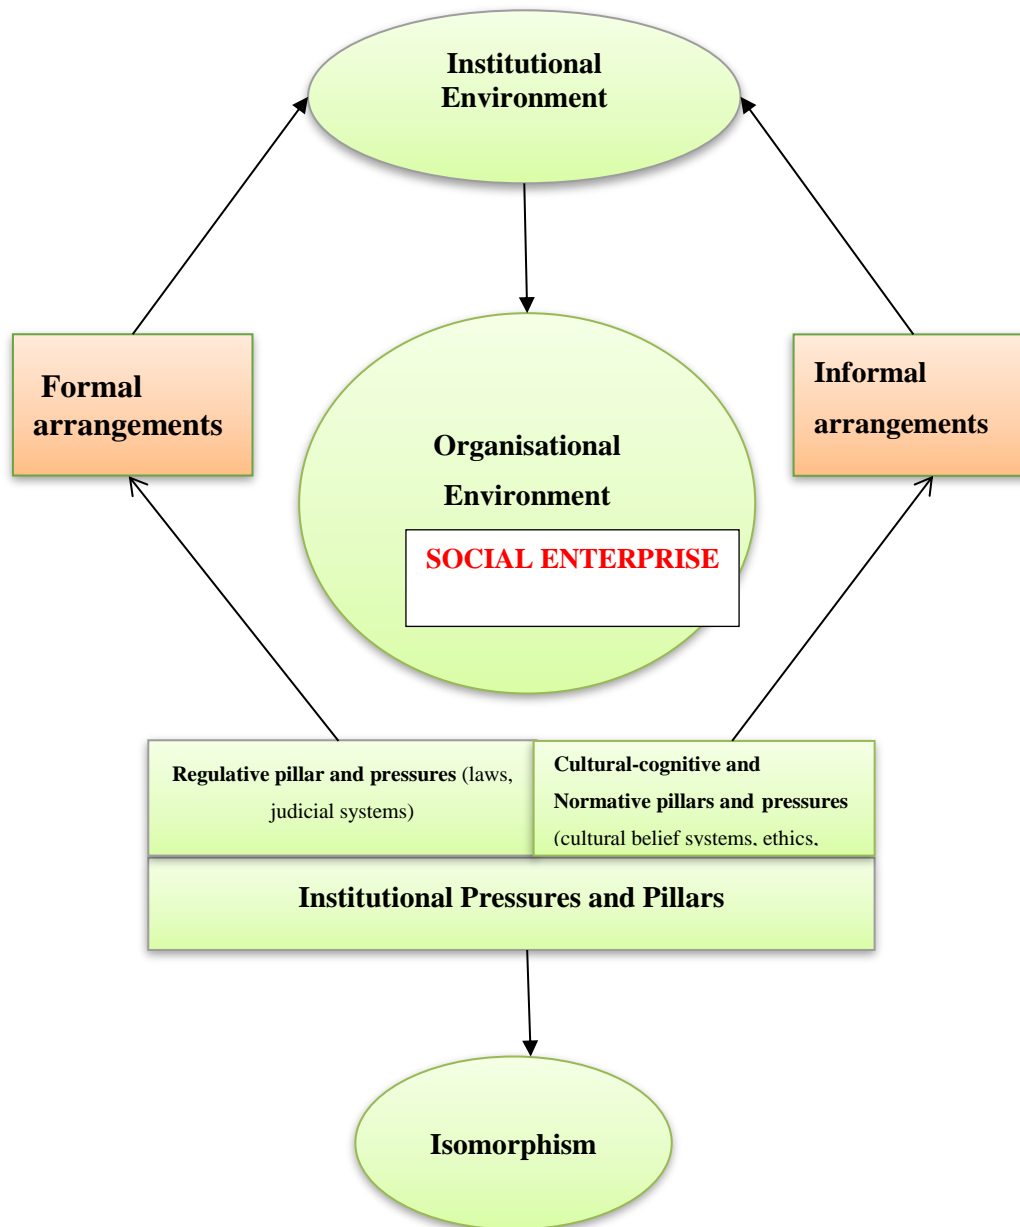 Institutional
Environment
Formal
arrangements
Informal
arrangements
Organisational
Environment
SOCIAL ENTERPRISE
Regulative pillar and pressures (laws,
judicial systems)
Cultural-cognitive and
Normative pillars and pressures
(cultural belief systems, ethics,
Institutional Pressures and Pillars
Isomorphism